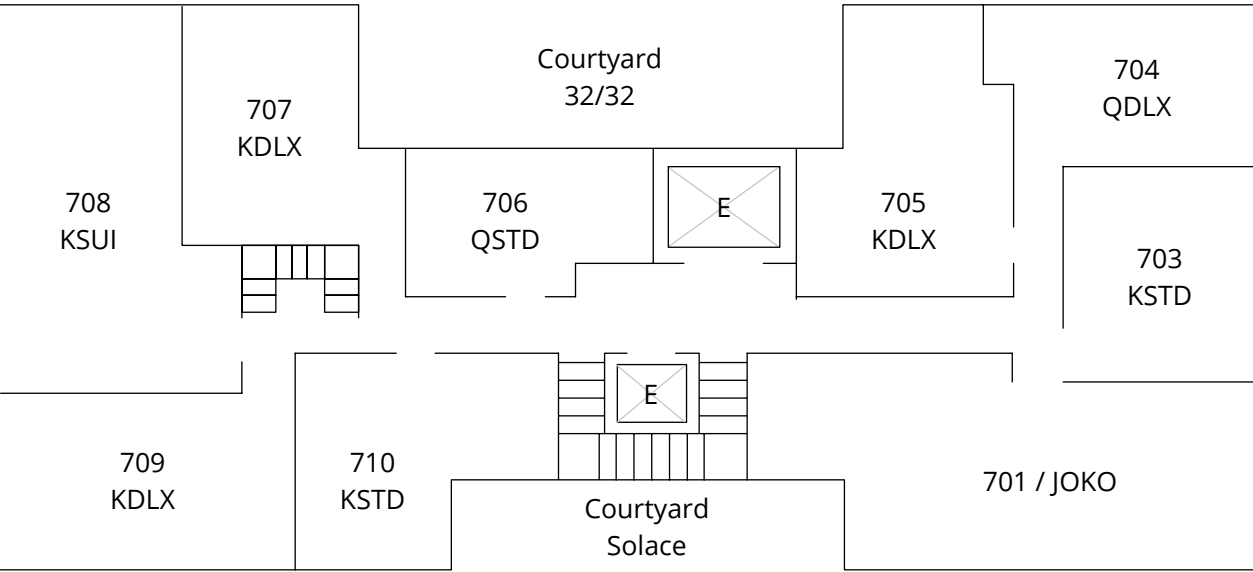 Courtyard
32/32
704
QDLX
707
KDLX
708
KSUI
706
QSTD
E
705
KDLX
703
KSTD
E
709
KDLX
710
KSTD
701 / JOKO
Courtyard
Solace